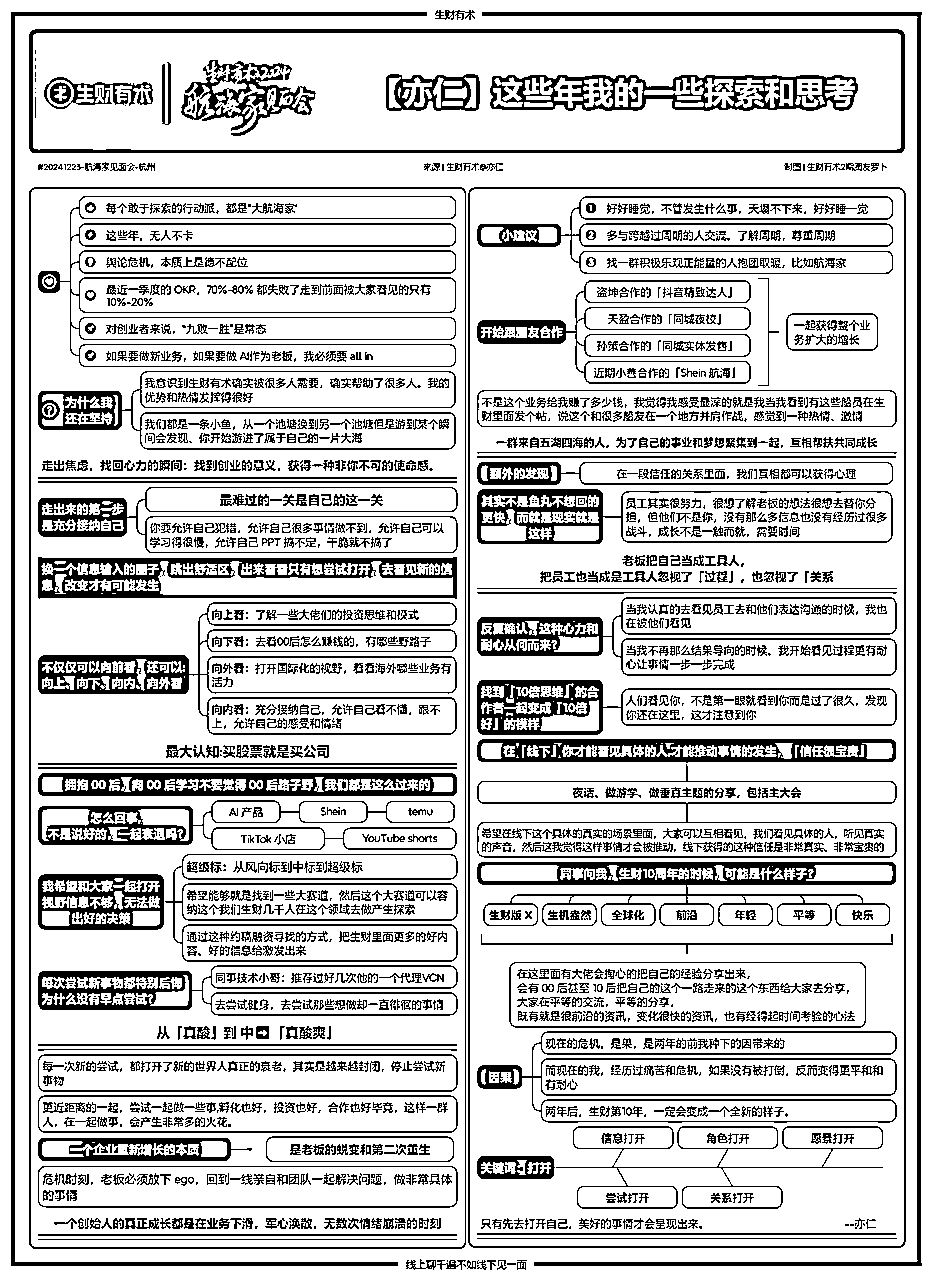 生财有术
生财有术
生财有术2024
航海家见面会
【亦仁】这些年我的一些探索和思考
#20241223-航海家见面会-杭州
来源 | 生财有术@亦仁
每个敢于探索的行动派，都是"大航海家"
这些年，无人不卡
舆论危机，本质上是德不配位
最近一季度的 OKR，70%-80% 都失败了走到前面被大家看见的只有
10%-20%
对创业者来说，"九败一胜"是常态
如果要做新业务，如果要做 AI作为老板，我必须要 all in
为什么我
还在坚持
我意识到生财有术确实被很多人需要，确实帮助了很多人。我的
优势和热情发挥得很好
我们都是一条小鱼，从一个池塘换到另一个池塘但是游到某个瞬
间会发现、你开始游进了属于自己的一片大海
走出焦虑，找回心力的瞬间：找到创业的意义，获得一种非你不可的使命感。
走出来的第一步
是充分接纳自己
最难过的一关是自己的这一关
你要允许自己犯错，允许自己很多事情做不到，允许自己可以
学习得很慢，允许自己 PPT 搞不定，干脆就不搞了
换一个信息输入的圈子，跳出舒适区，出来看看只有想尝试打开，去看见新的信
息，改变才有可能发生
不仅仅可以向前看，还可以：
向上、向下、向内、向外看
向上看：了解一些大佬们的投资思维和模式
向下看：去看00后怎么赚钱的，有哪些野路子
向外看：打开国际化的视野，看看海外哪些业务有
活力
向内看：充分接纳自己，允许自己看不懂，跟不
上，允许自己的感受和情绪
最大认知:买股票就是买公司
拥抱 00 后，向 00 后学习不要觉得 00 后路子野，我们都是这么过来的
怎么回事，
不是说好的，一起衰退吗？
AI 产品
Shein
temu
TikTok 小店
YouTube shorts
我希望和大家一起打开
视野信息不够，无法做
出好的决策
超级标：从风向标到中标到超级标
希望能够就是找到一些大赛道，然后这个大赛道可以容
纳这个我们生财几千人在这个领域去做产生探索
通过这种约稿融资寻找的方式，把生财里面更多的好内
容、好的信息给激发出来
每次尝试新事物都特别后悔
为什么没有早点尝试？
同事技术小哥：推荐过好几次他的一个代理VCN
去尝试健身，去尝试那些想做却一直徘徊的事情
从「真酸」到 中 「真酸爽」
每一次新的尝试，都打开了新的世界人真正的衰老，其实是越来越封闭，停止尝试新
事物
更近距离的一起，尝试一起做一些事,孵化也好，投资也好，合作也好毕竟，这样一群
人，在一起做事，会产生非常多的火花。
一个企业重新增长的本质
是老板的蜕变和第二次重生
危机时刻，老板必须放下 ego，回到一线亲自和团队一起解决问题，做非常具体
的事情
一个创始人的真正成长都是在业务下滑，军心涣散，无数次情绪崩溃的时刻
小建议
1 好好睡觉，不管发生什么事，天塌不下来，好好睡一觉
2 多与跨越过周期的人交流。了解周期，尊重周期
3 找一群积极乐观正能量的人抱团取暖，比如航海家
开始跟圈友合作
盗坤合作的「抖音精致达人」
天盈合作的「同城夜校」
孙策合作的「同城实体发售」
近期小善合作的「Shein 航海」
一起获得整个业
务扩大的增长
不是这个业务给我赚了多少钱，我觉得我感受最深的就是我当我看到有这些船员在生
财里面发个帖，说这个和很多船友在一个地方并肩作战，感觉到一种热情、激情
一群来自五湖四海的人，为了自己的事业和梦想聚集到一起，互相帮扶共同成长
【额外的发现】
在一段信任的关系里面，我们互相都可以获得心理
其实不是鱼丸不想回的
更快，而就是现实就是
这样
员工其实很努力，很想了解老板的想法很想去替你分
担，但他们不是你，没有那么多信息也没有经历过很多
战斗，成长不是一触而就，需要时间
老板把自己当成工具人，
把员工也当成是工具人忽视了「过程」，也忽视了「关系
反复确认，这种心力和
耐心从何而来？
当我认真的去看见员工去和他们表达沟通的时候，我也
在被他们看见
当我不再那么结果导向的时候，我开始看见过程更有耐
心让事情一步一步完成
找到「10倍思维」的合
作者一起变成「10倍
好」的模样
人们看见你，不是第一眼就看到你而是过了很久，发现
你还在这里，这才注意到你
在「线下」你才能看见具体的人,才能推动事情的发生，「信任很宝贵」
夜话、做游学、做垂直主题的分享，包括主大会
希望在线下这个具体的真实的场景里面，大家可以互相看见，我们看见具体的人，听见真实
的声音，然后这我觉得这样事情才会被推动，线下获得的这种信任是非常真实、非常宝贵的
同事问我，生财10周年的时候，可能是什么样子？
生财版 X
生机盎然
全球化
前沿
年轻
平等
快乐
在这里面有大佬会掏心的把自己的经验分享出来，
会有 00 后甚至 10 后把自己的这个一路走来的这个东西给大家去分享，
大家在平等的交流，平等的分享，
既有就是很前沿的资讯，变化很快的资讯，也有经得起时间考验的心法
【因果】
现在的危机，是果，是两年的前我种下的因带来的
而现在的我，经历过痛苦和危机，如果没有被打倒，反而变得更平和和
有耐心
两年后，生财第10年，一定会变成一个全新的样子。
信息打开
角色打开
愿景打开
关键词：打开
尝试打开
关系打开
只有先去打开自己，美好的事情才会呈现出来。
--亦仁
线上聊千遍不如线下见一面